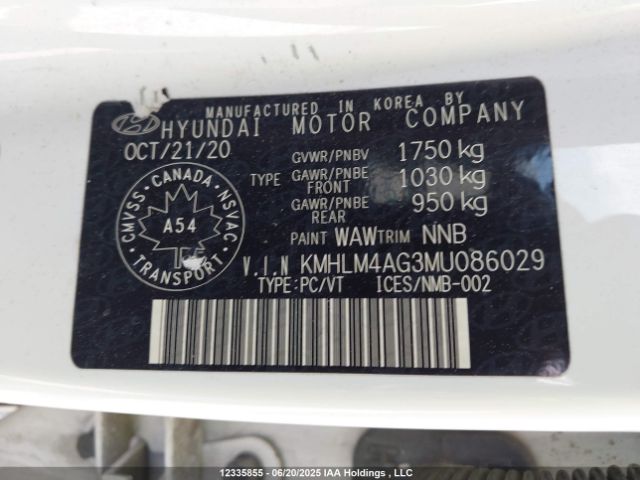 MANUFACTURED IN KOREA BY
HYUNDAI MOTOR COMPANY
OCT/21/20
GVWR/PNBV 1750 kg
TYPE GAWR/PNBE FRONT 1030 kg
GAWR/PNBE REAR 950 kg
CMVSS · CANADA · NSVAC
A54
TRANSPORT
PAINT WAW TRIM NNB
V.I.N KMHLM4AG3MU086029
TYPE:PC/VT ICES/NMB-002
12335855 - 06/20/2025 IAA Holdings , LLC